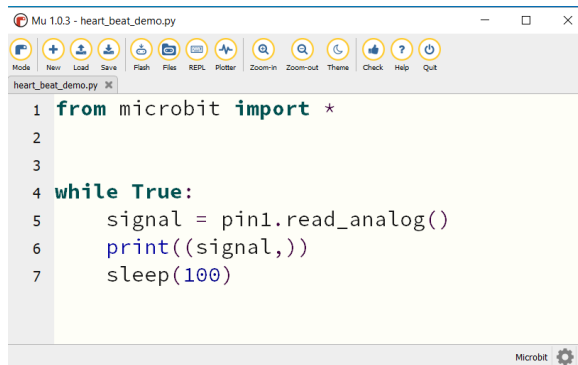 Mu 1.0.3 - heart_beat_demo.py
Mode New Load Save Flash Files REPL Plotter Zoom-in Zoom-out Theme Check Help Quit
heart_beat_demo.py
1 from microbit import *
2
3
4 while True:
5     signal = pin1.read_analog()
6     print((signal,))
7     sleep(100)
Microbit